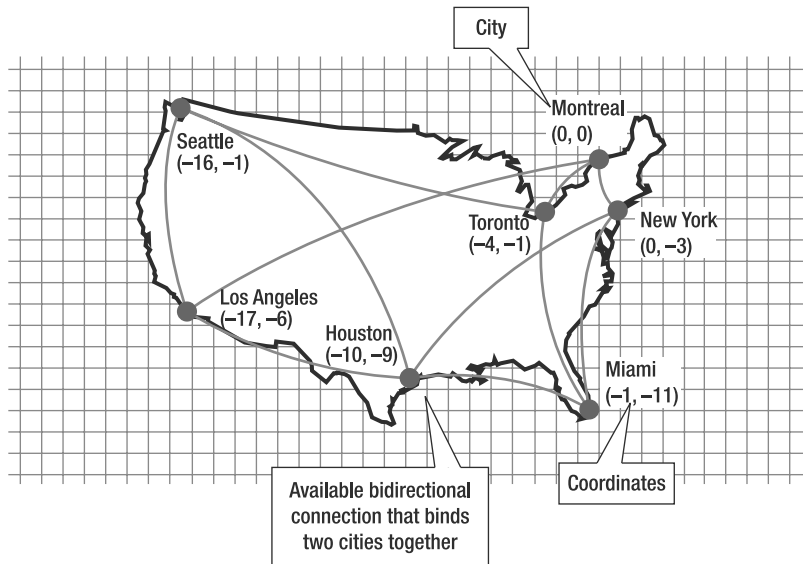 City
Montreal
(0, 0)
Seattle
(–16, –1)
Toronto
(–4, –1)
New York
(0, –3)
Los Angeles
(–17, –6)
Houston
(–10, –9)
Miami
(–1, –11)
Available bidirectional
connection that binds
two cities together
Coordinates